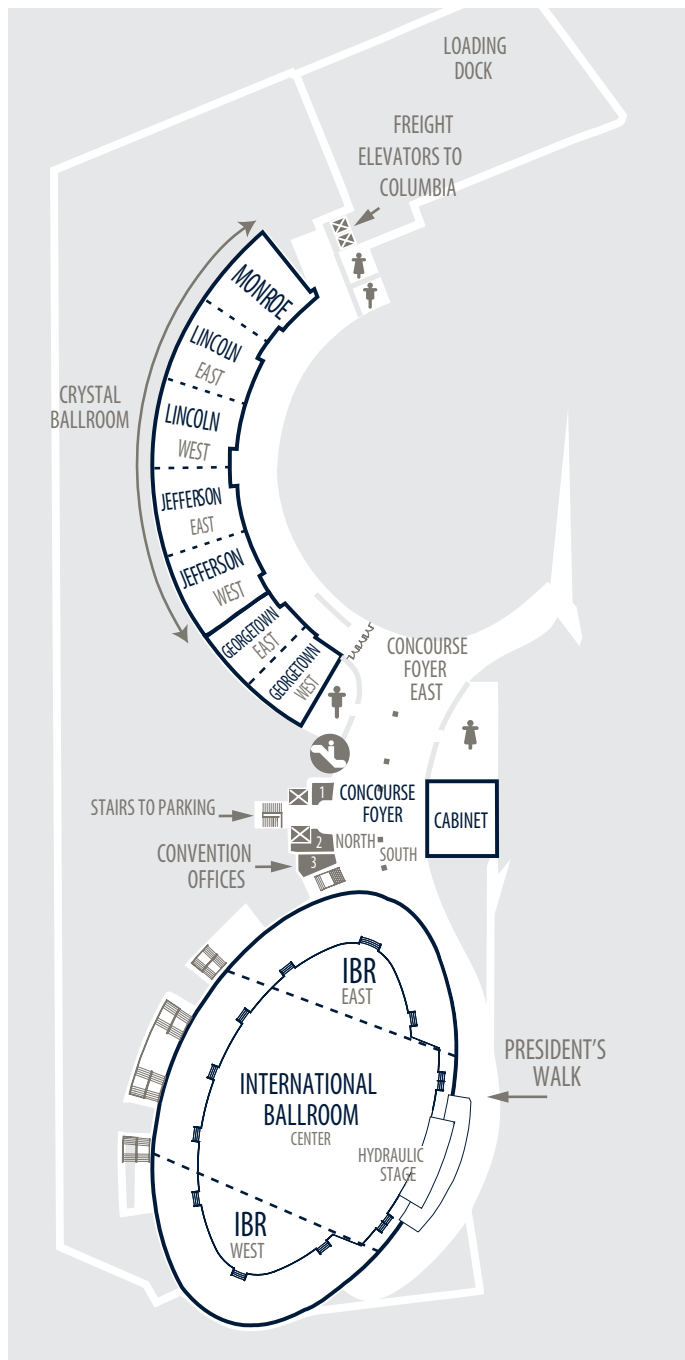 LOADING
DOCK
FREIGHT
ELEVATORS TO
COLUMBIA
MONROE
LINCOLN
EAST
CRYSTAL
BALLROOM
LINCOLN
WEST
JEFFERSON
EAST
JEFFERSON
WEST
GEORGETOWN
EAST
GEORGETOWN
WEST
CONCOURSE
FOYER
EAST
1
CONCOURSE
FOYER
STAIRS TO PARKING
CABINET
2
NORTH
SOUTH
CONVENTION
OFFICES
3
IBR
EAST
PRESIDENT'S
WALK
INTERNATIONAL
BALLROOM
CENTER
HYDRAULIC
STAGE
IBR
WEST